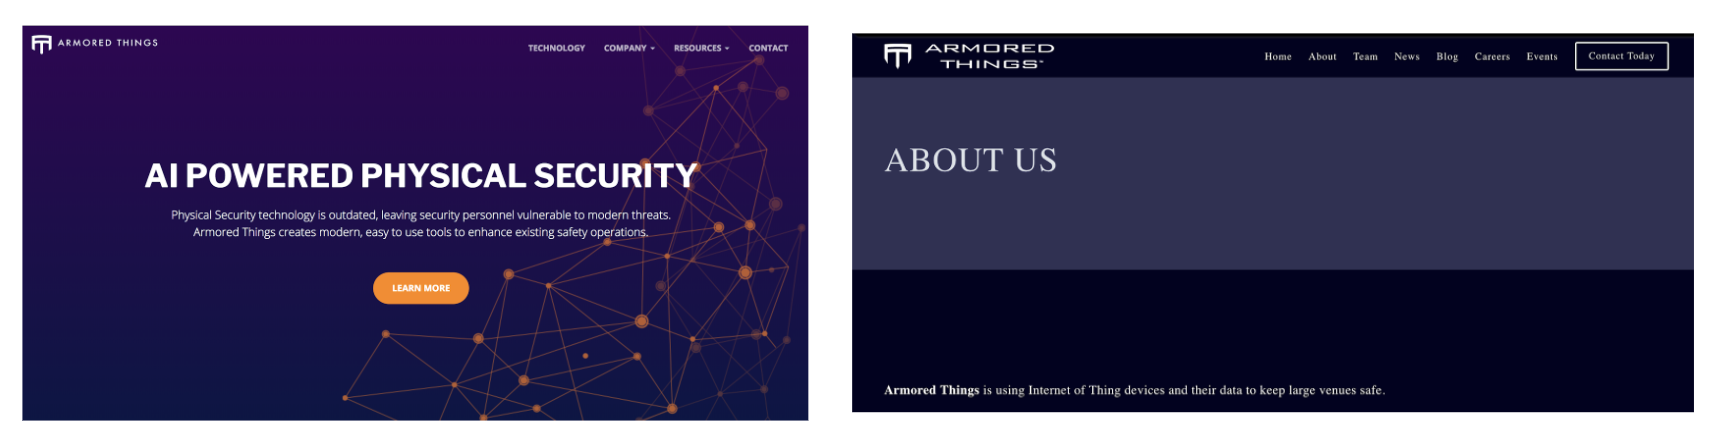 ARMORED THINGS
TECHNOLOGY COMPANY RESOURCES CONTACT
AI POWERED PHYSICAL SECURITY
Physical Security technology is outdated, leaving security personnel vulnerable to modern threats.
Armored Things creates modern, easy to use tools to enhance existing safety operations.
LEARN MORE
ARMORED
THINGS™
Home About Team News Blog Careers Events Contact Today
ABOUT US
Armored Things is using Internet of Thing devices and their data to keep large venues safe.